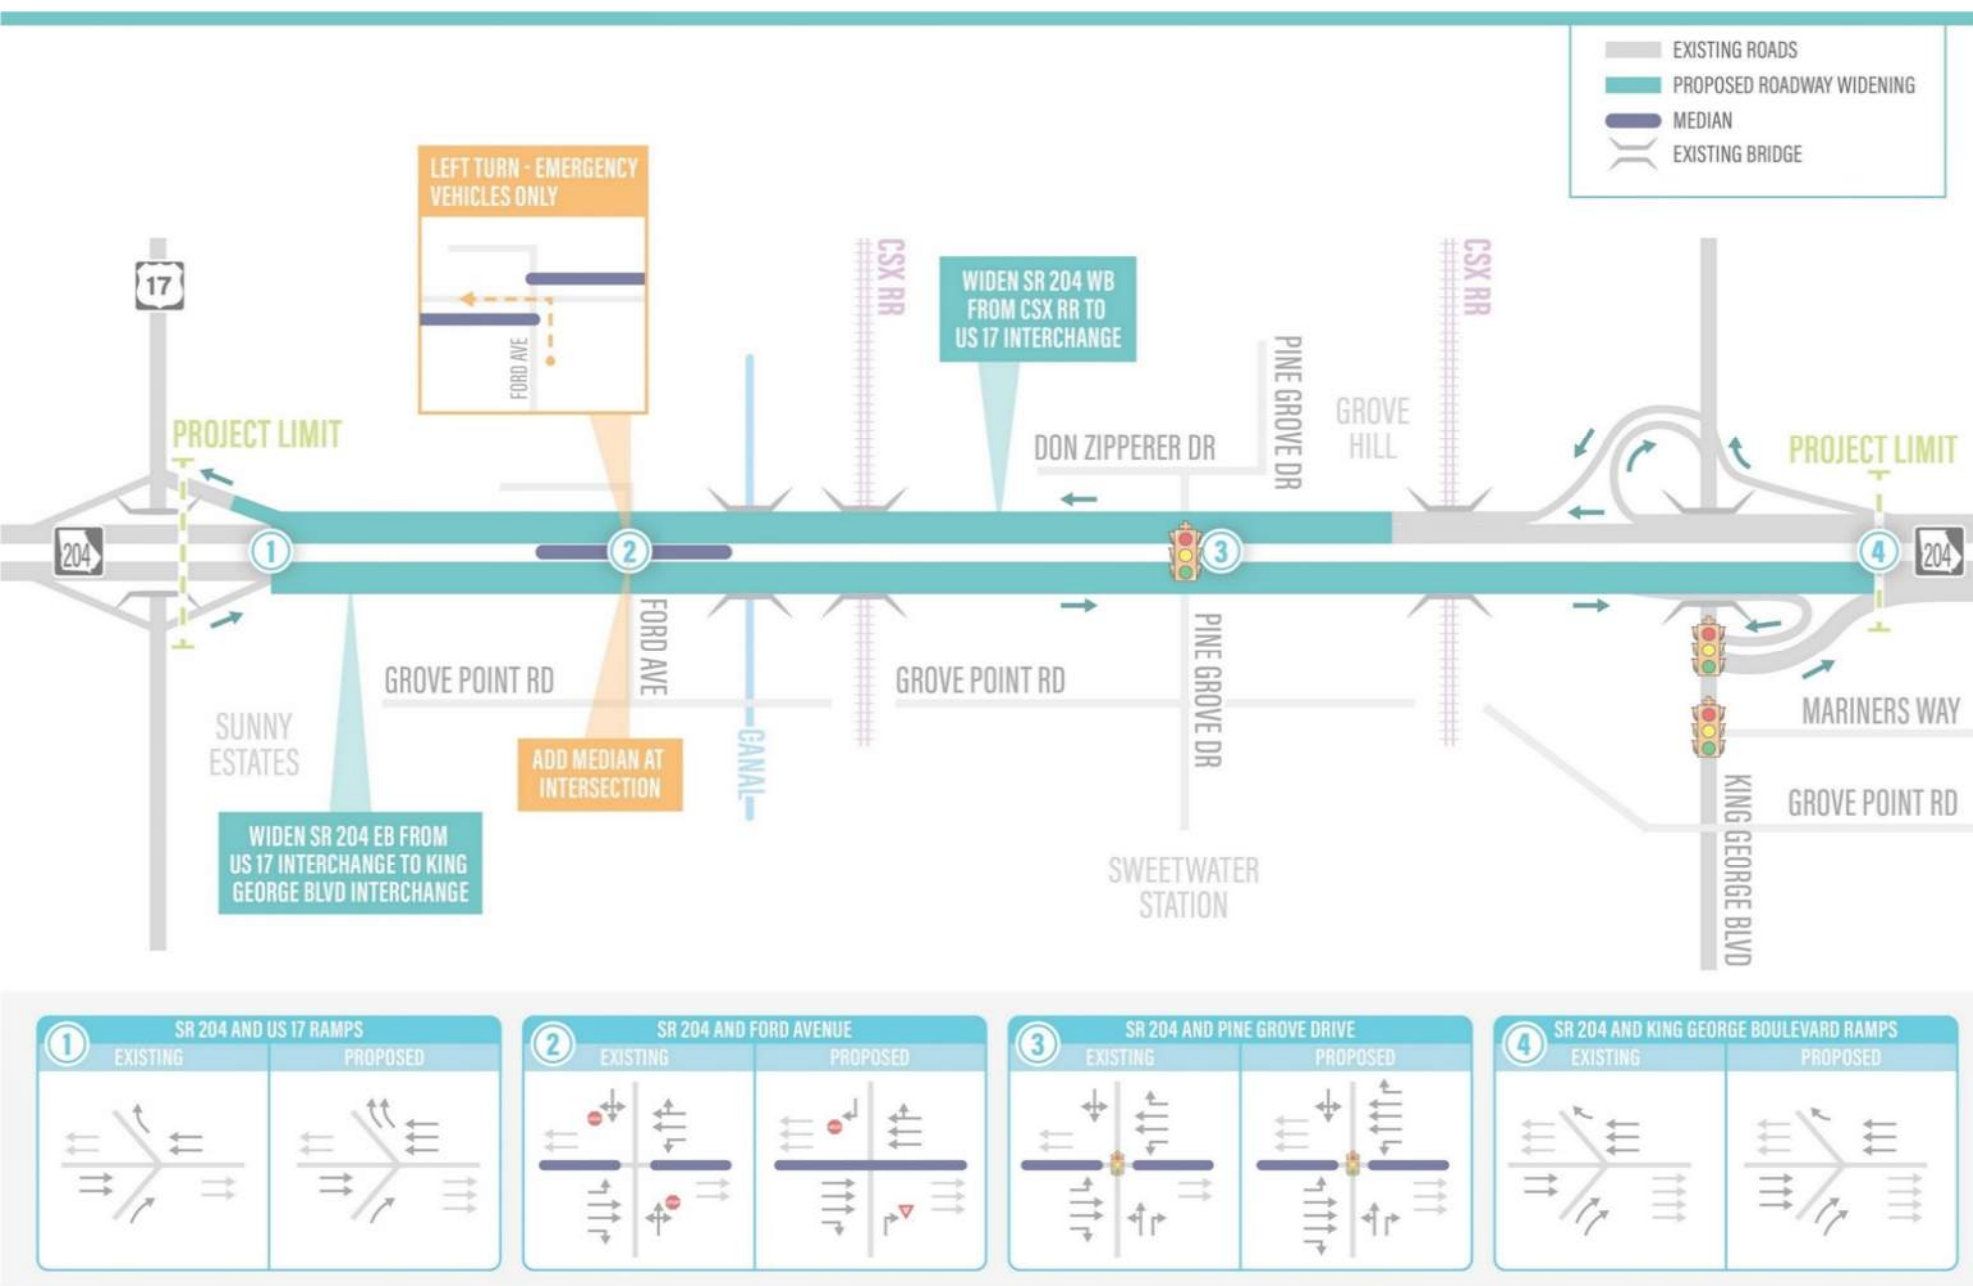 EXISTING ROADS
PROPOSED ROADWAY WIDENING
MEDIAN
EXISTING BRIDGE
LEFT TURN - EMERGENCY
VEHICLES ONLY
FORD AVE
17
CSX RR
WIDEN SR 204 WB
FROM CSX RR TO
US 17 INTERCHANGE
CSX RR
PINE GROVE DR
DON ZIPPERER DR
GROVE
HILL
PROJECT LIMIT
PROJECT LIMIT
204
1
2
3
4
204
FORD AVE
GROVE POINT RD
GROVE POINT RD
PINE GROVE DR
MARINERS WAY
SUNNY
ESTATES
CANAL
ADD MEDIAN AT
INTERSECTION
KING GEORGE BLVD
GROVE POINT RD
WIDEN SR 204 EB FROM
US 17 INTERCHANGE TO KING
GEORGE BLVD INTERCHANGE
SWEETWATER
STATION
1
SR 204 AND US 17 RAMPS
EXISTING
PROPOSED
2
SR 204 AND FORD AVENUE
EXISTING
PROPOSED
3
SR 204 AND PINE GROVE DRIVE
EXISTING
PROPOSED
4
SR 204 AND KING GEORGE BOULEVARD RAMPS
EXISTING
PROPOSED